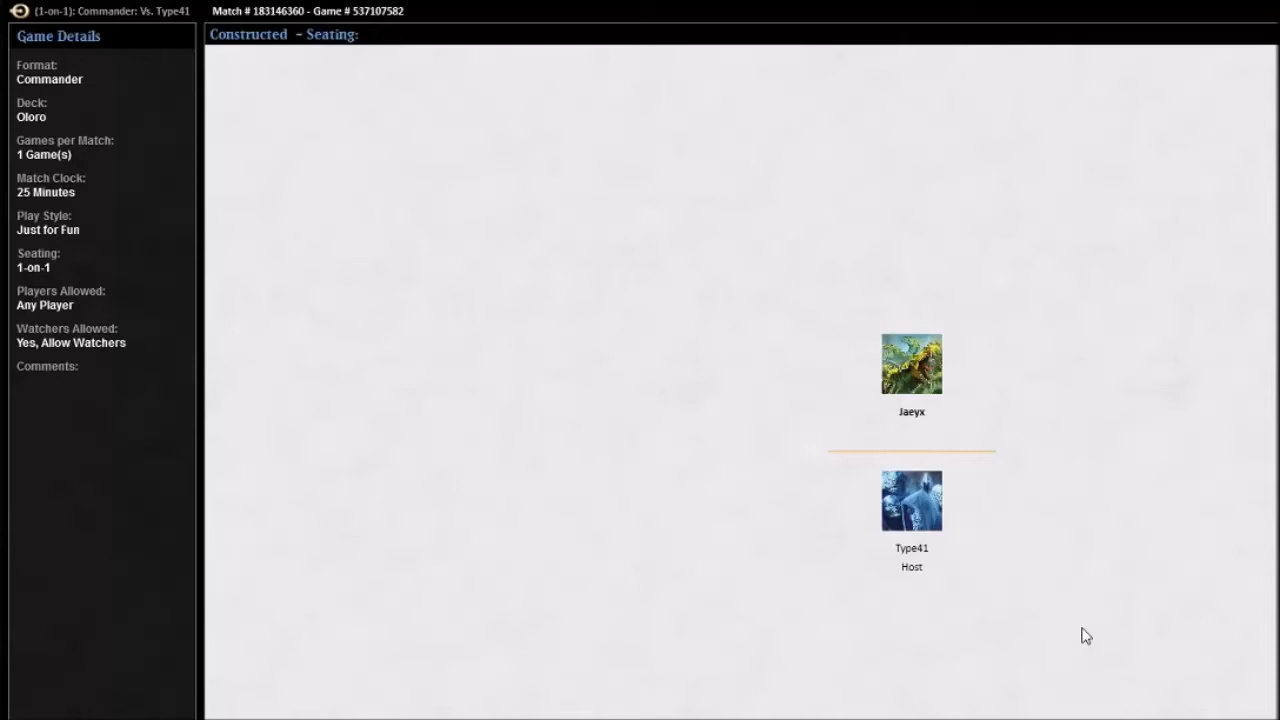 (1-on-1): Commander: Vs. Type41
Match # 183146360 - Game # 537107582
Game Details
Format:
Commander
Deck:
Oloro
Games per Match:
1 Game(s)
Match Clock:
25 Minutes
Play Style:
Just for Fun
Seating:
1-on-1
Players Allowed:
Any Player
Watchers Allowed:
Yes, Allow Watchers
Comments:
Constructed - Seating:
Jaeyx
Type41
Host